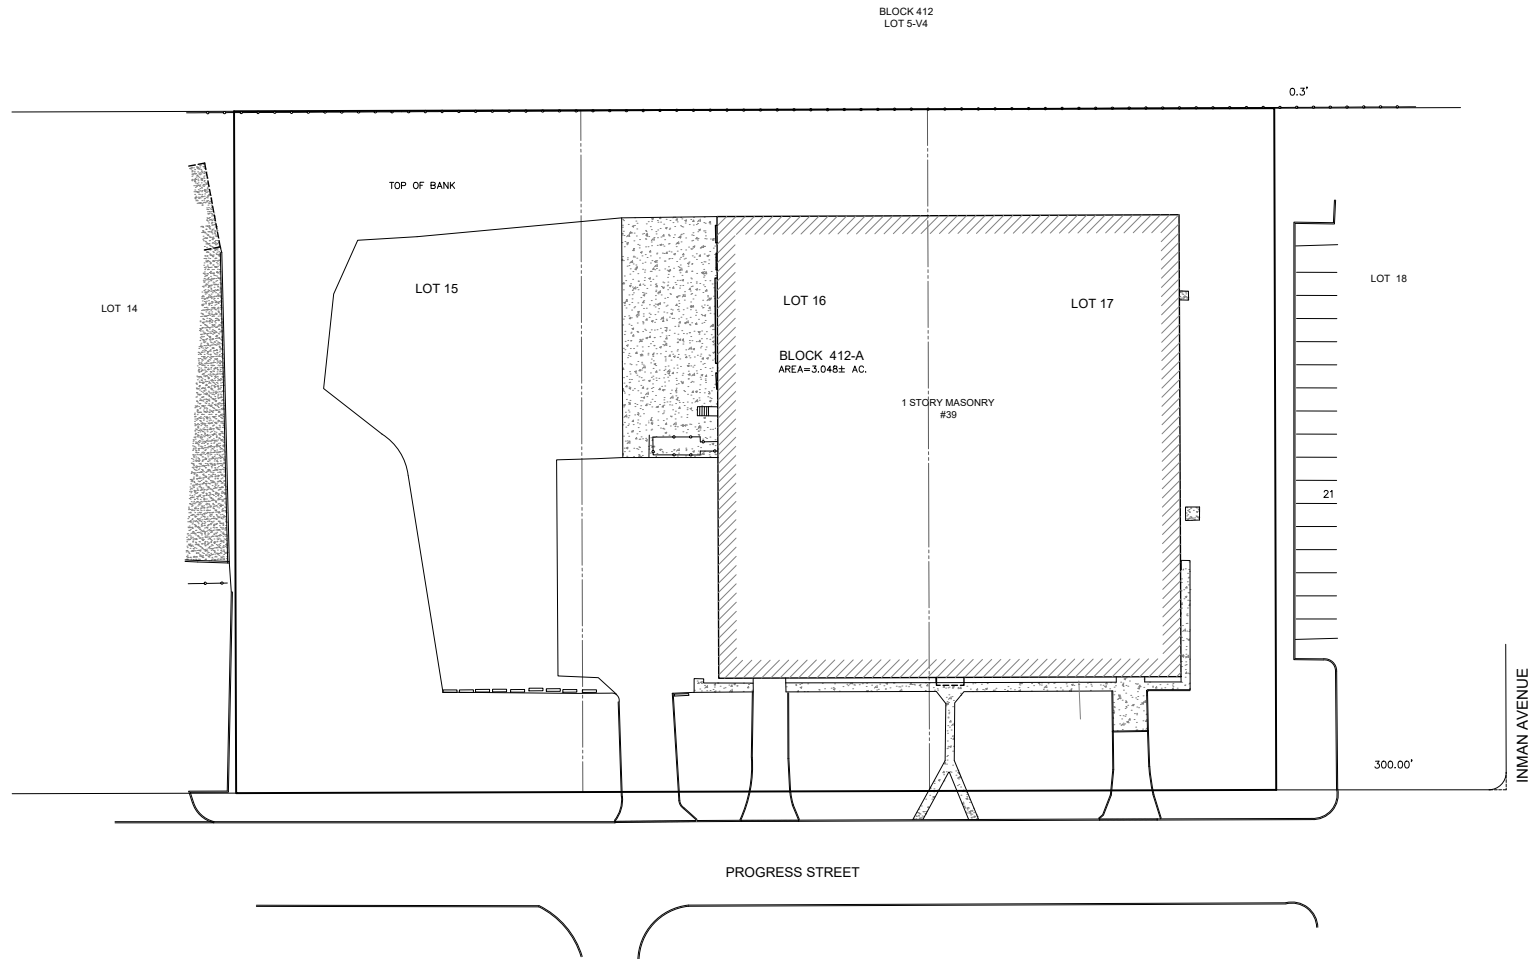 BLOCK 412
LOT 5-V4
0.3'
TOP OF BANK
LOT 14
LOT 15
LOT 16
LOT 17
LOT 18
BLOCK 412-A
AREA=3.048± AC.
1 STORY MASONRY
#39
21
300.00'
INMAN AVENUE
PROGRESS STREET